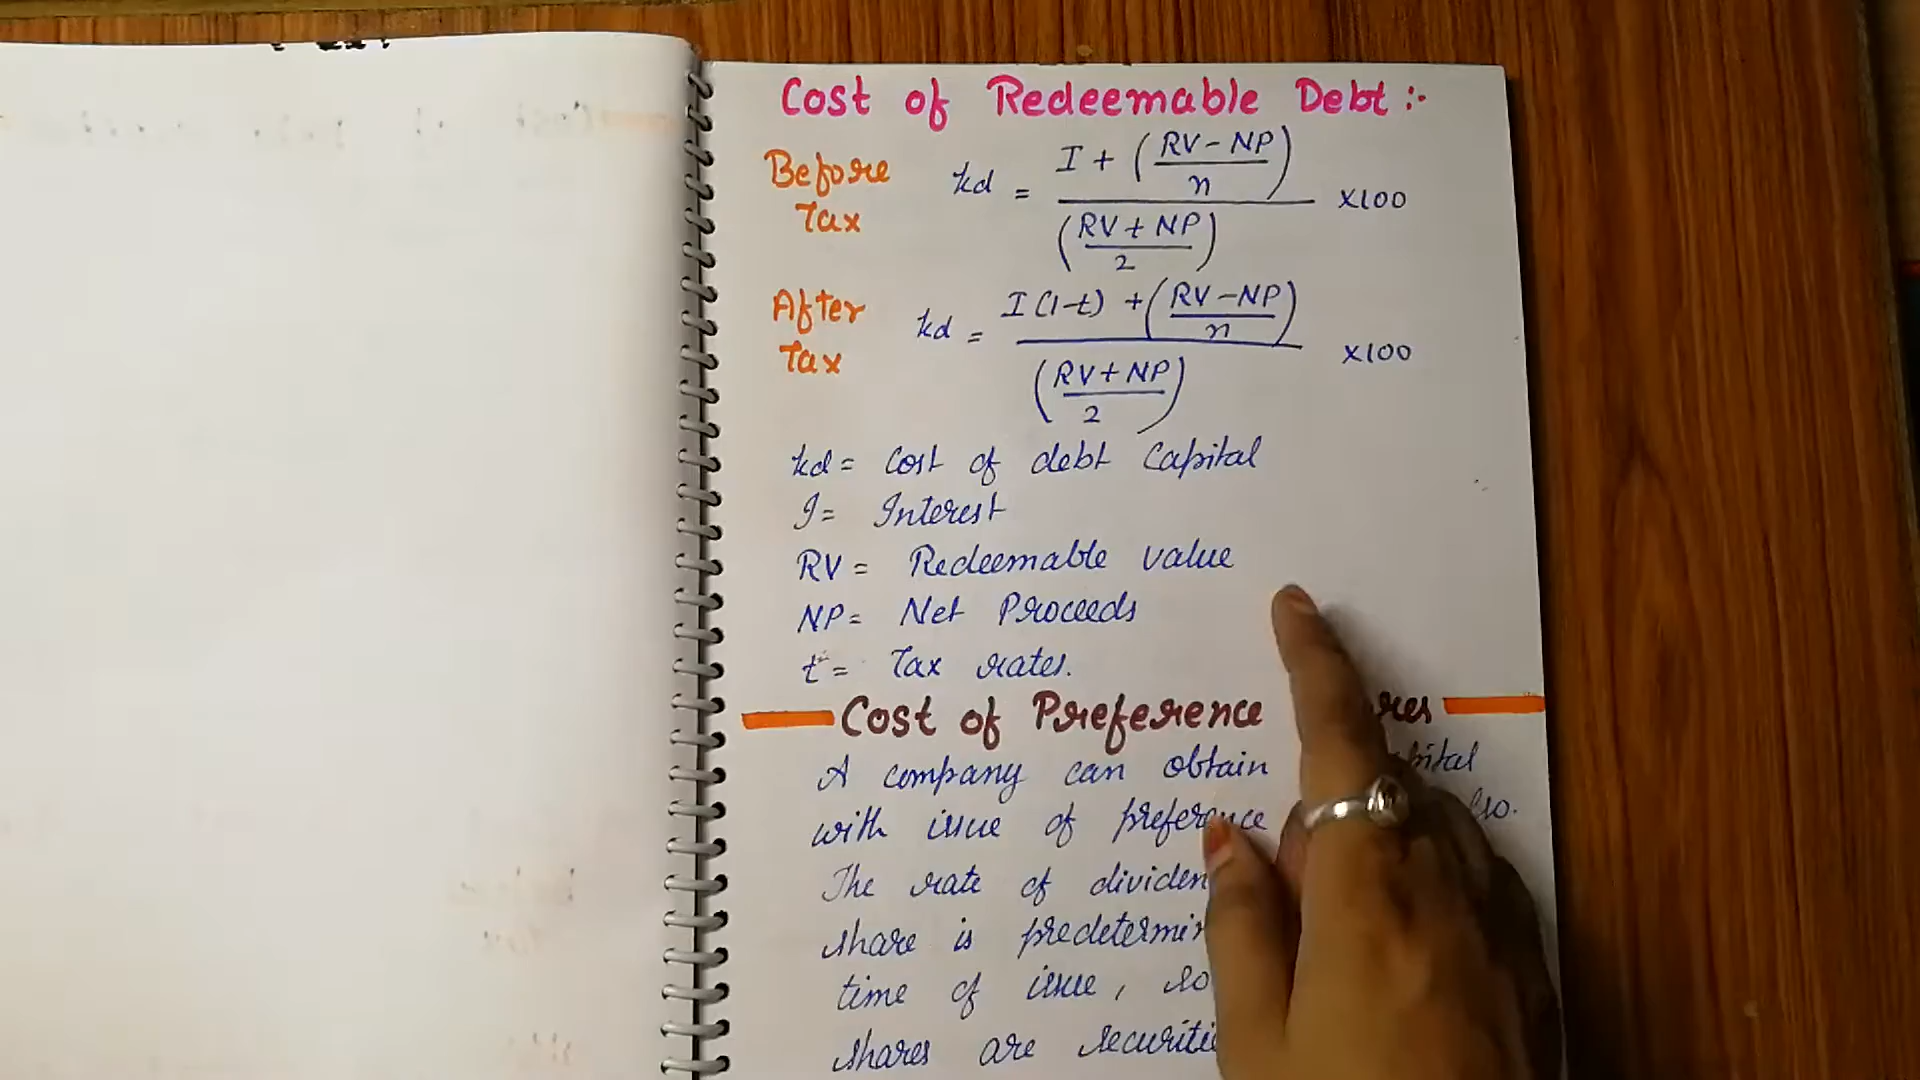 Cost of Redeemable Debt :-
Before Tax kd = I + (RV - NP / n) / (RV + NP / 2) x100
After Tax kd = I (1-t) + (RV - NP / n) / (RV + NP / 2) x100
kd = Cost of debt Capital
I = Interest
RV = Redeemable value
NP = Net Proceeds
t = Tax rates.
Cost of Preference
A company can obtain
with issue of preference
The rate of
share is
time of issue, so
shares are